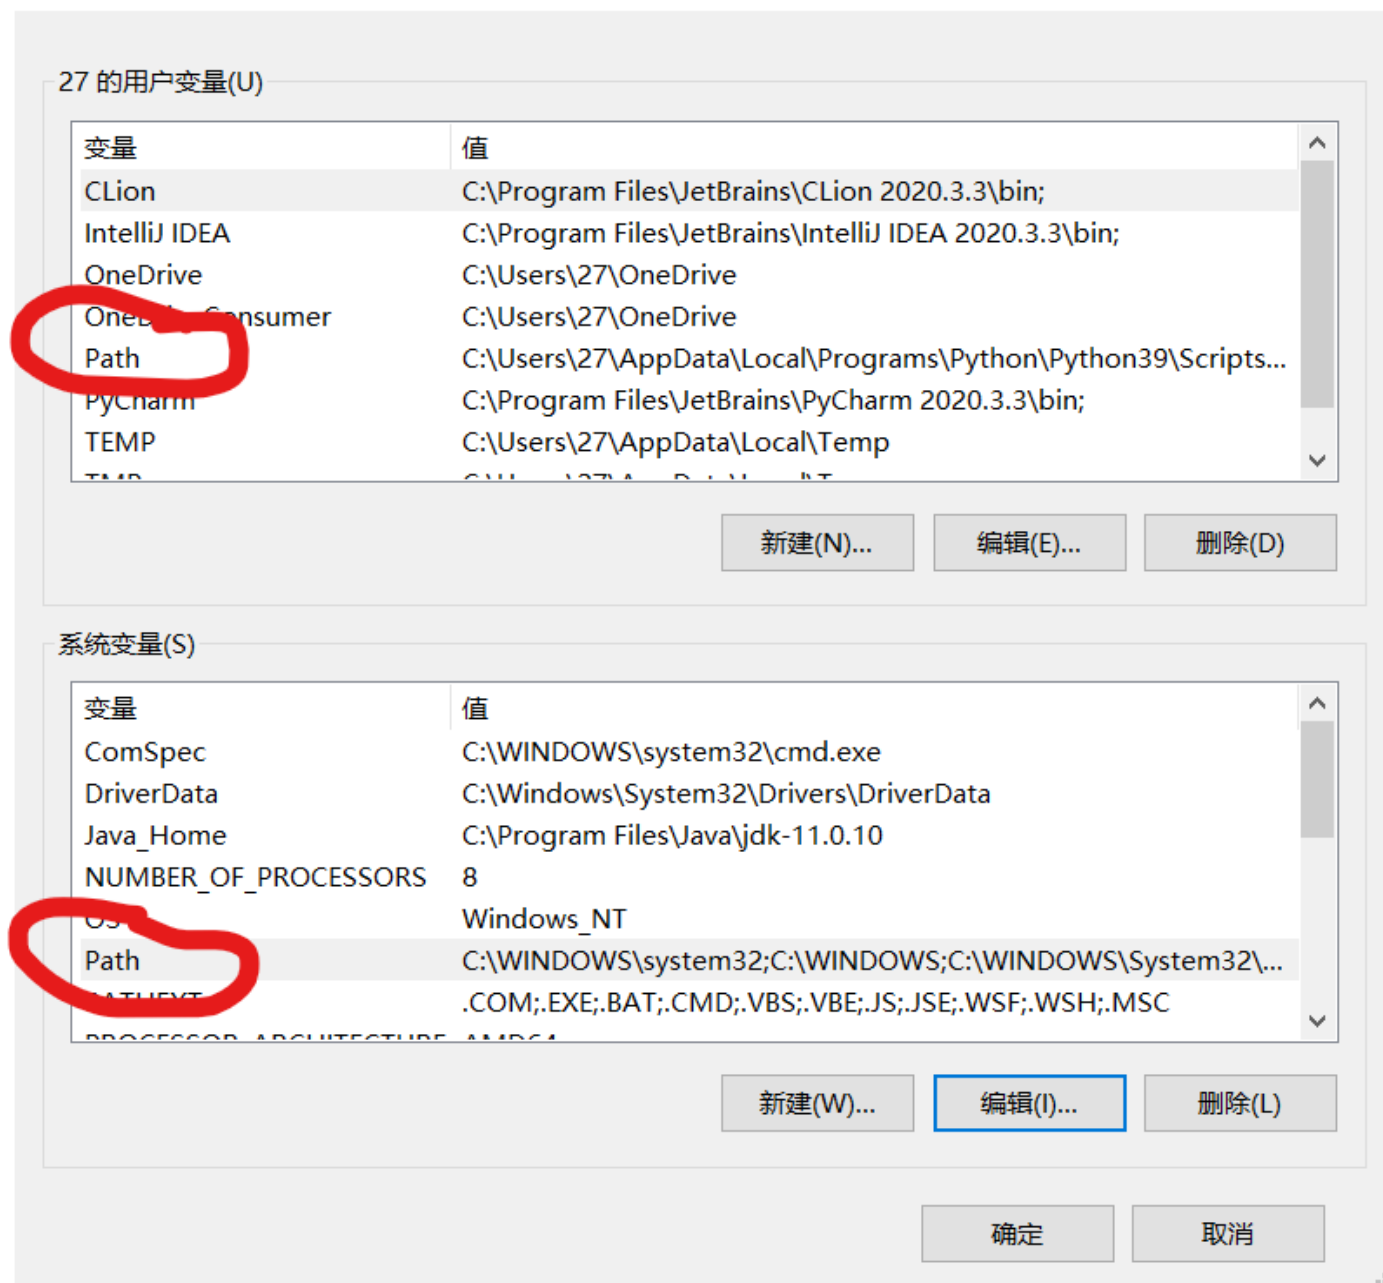 27 的用户变量(U)
变量 值
CLion C:\Program Files\JetBrains\CLion 2020.3.3\bin;
IntelliJ IDEA C:\Program Files\JetBrains\IntelliJ IDEA 2020.3.3\bin;
OneDrive C:\Users\27\OneDrive
OneDriveConsumer C:\Users\27\OneDrive
Path C:\Users\27\AppData\Local\Programs\Python\Python39\Scripts...
PyCharm C:\Program Files\JetBrains\PyCharm 2020.3.3\bin;
TEMP C:\Users\27\AppData\Local\Temp
新建(N)... 编辑(E)... 删除(D)
系统变量(S)
变量 值
ComSpec C:\WINDOWS\system32\cmd.exe
DriverData C:\Windows\System32\Drivers\DriverData
Java_Home C:\Program Files\Java\jdk-11.0.10
NUMBER_OF_PROCESSORS 8
OS Windows_NT
Path C:\WINDOWS\system32;C:\WINDOWS;C:\WINDOWS\System32\...
PATHEXT .COM;.EXE;.BAT;.CMD;.VBS;.VBE;.JS;.JSE;.WSF;.WSH;.MSC
PROCESSOR_ARCHITECTURE AMD64
新建(W)... 编辑(I)... 删除(L)
确定 取消